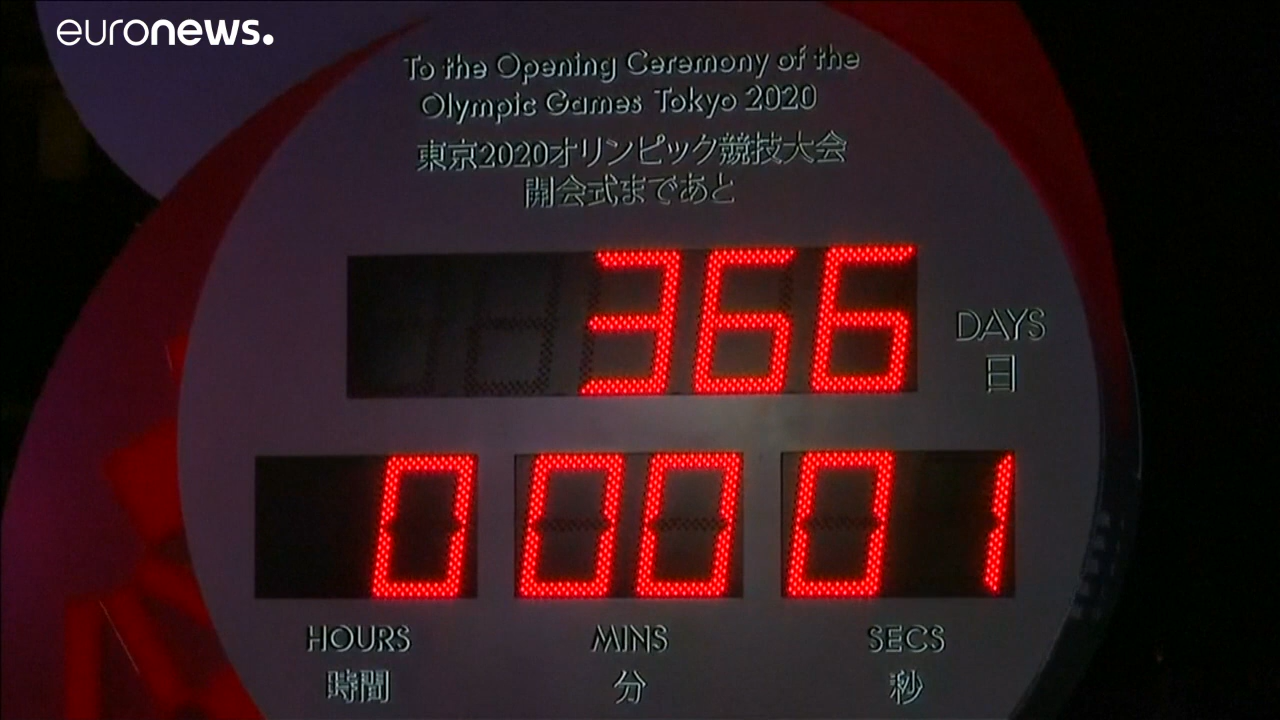 euronews.
To the Opening Ceremony of the
Olympic Games Tokyo 2020
東京2020オリンピック競技大会
開会式まであと
366
DAYS
日
0 00 01
HOURS MINS SECS
時間 分 秒